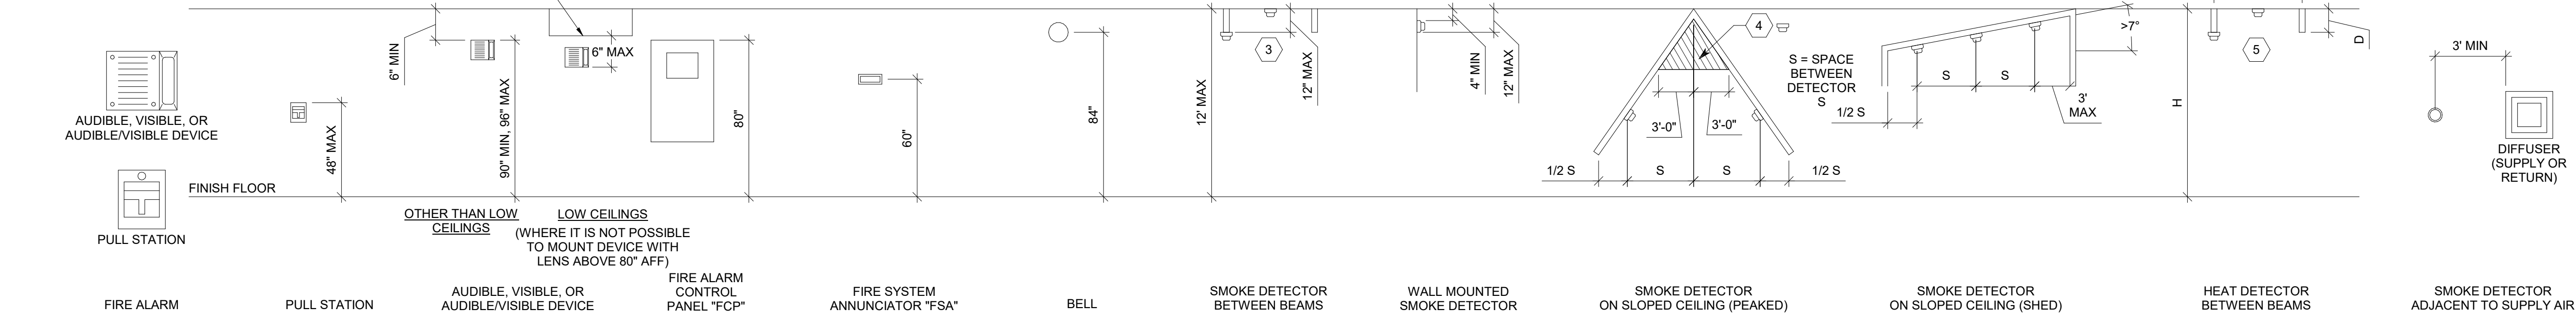 AUDIBLE, VISIBLE, OR
AUDIBLE/VISIBLE DEVICE
PULL STATION
FIRE ALARM
FINISH FLOOR
48" MAX
PULL STATION
6" MIN
90" MIN, 96" MAX
6" MAX
OTHER THAN LOW
CEILINGS
LOW CEILINGS
(WHERE IT IS NOT POSSIBLE
TO MOUNT DEVICE WITH
LENS ABOVE 80" AFF)
AUDIBLE, VISIBLE, OR
AUDIBLE/VISIBLE DEVICE
80"
FIRE ALARM
CONTROL
PANEL "FCP"
60"
FIRE SYSTEM
ANNUNCIATOR "FSA"
84"
BELL
12' MAX
3
12" MAX
SMOKE DETECTOR
BETWEEN BEAMS
4" MIN
12" MAX
WALL MOUNTED
SMOKE DETECTOR
4
3'-0"
3'-0"
1/2 S
S
S
1/2 S
SMOKE DETECTOR
ON SLOPED CEILING (PEAKED)
S = SPACE
BETWEEN
DETECTOR
S
1/2 S
S
S
3'
MAX
>7°
SMOKE DETECTOR
ON SLOPED CEILING (SHED)
H
5
D
HEAT DETECTOR
BETWEEN BEAMS
3' MIN
DIFFUSER
(SUPPLY OR
RETURN)
SMOKE DETECTOR
ADJACENT TO SUPPLY AIR